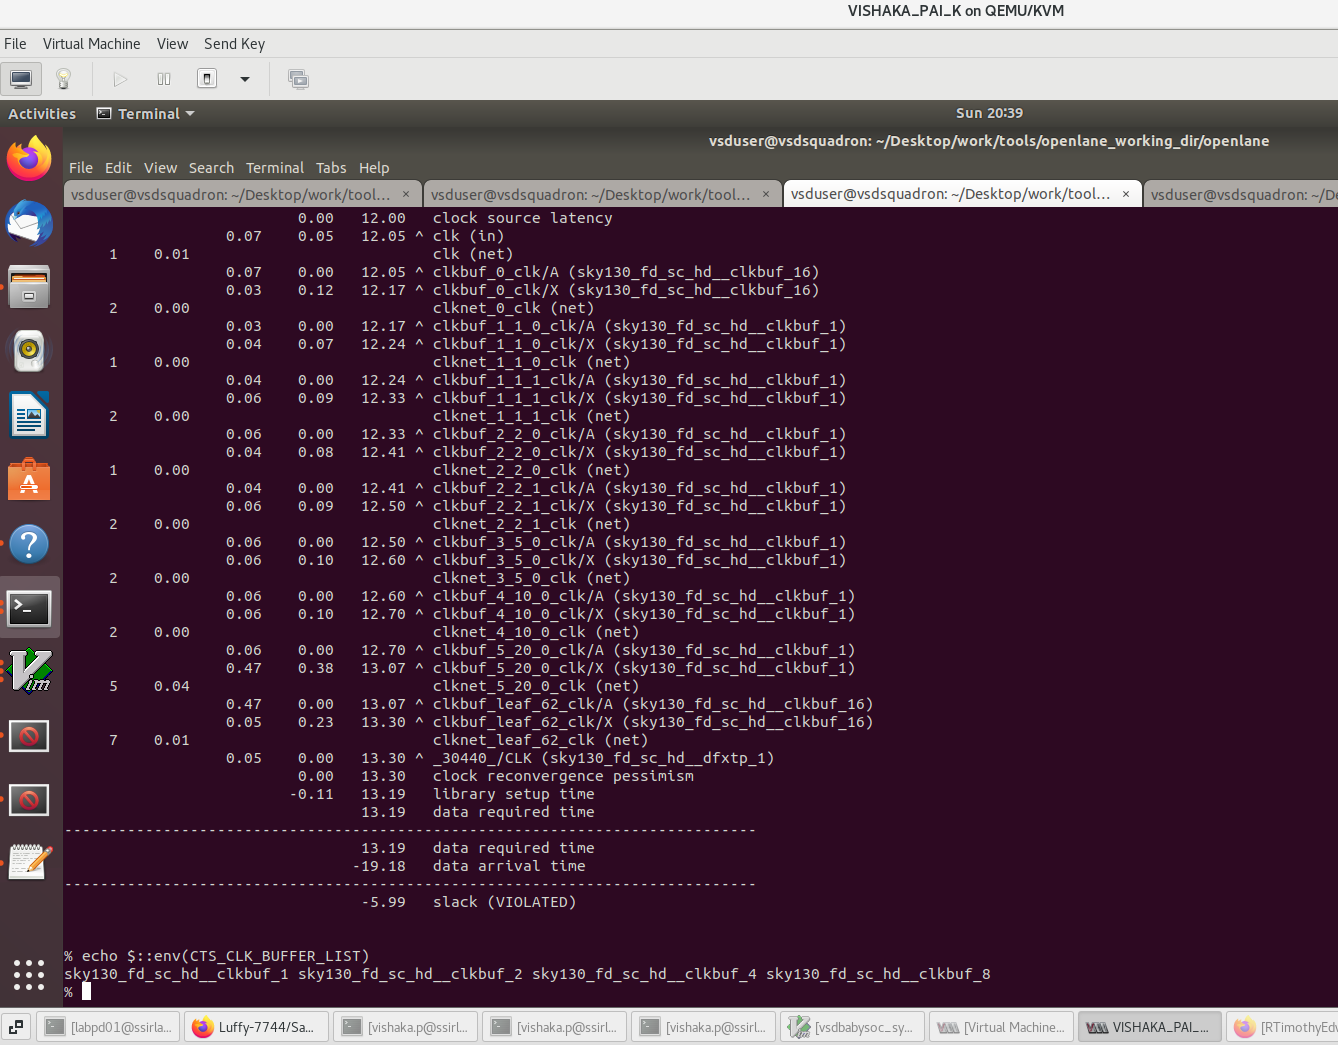 VISHAKA_PAI_K on QEMU/KVM
File Virtual Machine View Send Key
Activities Terminal Sun 20:39
vsduser@vsdsquadron: ~/Desktop/work/tools/openlane_working_dir/openlane
File Edit View Search Terminal Tabs Help
vsduser@vsdsquadron: ~/Desktop/work/tool... × vsduser@vsdsquadron: ~/Desktop/work/tool... × vsduser@vsdsquadron: ~/Desktop/work/tool... × vsduser@vsdsquadron: ~/De
0.00 12.00 clock source latency
0.07 0.05 12.05 ^ clk (in)
1 0.01 clk (net)
0.07 0.00 12.05 ^ clkbuf_0_clk/A (sky130_fd_sc_hd__clkbuf_16)
0.03 0.12 12.17 ^ clkbuf_0_clk/X (sky130_fd_sc_hd__clkbuf_16)
2 0.00 clknet_0_clk (net)
0.03 0.00 12.17 ^ clkbuf_1_1_0_clk/A (sky130_fd_sc_hd__clkbuf_1)
0.04 0.07 12.24 ^ clkbuf_1_1_0_clk/X (sky130_fd_sc_hd__clkbuf_1)
1 0.00 clknet_1_1_0_clk (net)
0.04 0.00 12.24 ^ clkbuf_1_1_1_clk/A (sky130_fd_sc_hd__clkbuf_1)
0.06 0.09 12.33 ^ clkbuf_1_1_1_clk/X (sky130_fd_sc_hd__clkbuf_1)
2 0.00 clknet_1_1_1_clk (net)
0.06 0.00 12.33 ^ clkbuf_2_2_0_clk/A (sky130_fd_sc_hd__clkbuf_1)
0.04 0.08 12.41 ^ clkbuf_2_2_0_clk/X (sky130_fd_sc_hd__clkbuf_1)
1 0.00 clknet_2_2_0_clk (net)
0.04 0.00 12.41 ^ clkbuf_2_2_1_clk/A (sky130_fd_sc_hd__clkbuf_1)
0.06 0.09 12.50 ^ clkbuf_2_2_1_clk/X (sky130_fd_sc_hd__clkbuf_1)
2 0.00 clknet_2_2_1_clk (net)
0.06 0.00 12.50 ^ clkbuf_3_5_0_clk/A (sky130_fd_sc_hd__clkbuf_1)
0.06 0.10 12.60 ^ clkbuf_3_5_0_clk/X (sky130_fd_sc_hd__clkbuf_1)
2 0.00 clknet_3_5_0_clk (net)
0.06 0.00 12.60 ^ clkbuf_4_10_0_clk/A (sky130_fd_sc_hd__clkbuf_1)
0.06 0.10 12.70 ^ clkbuf_4_10_0_clk/X (sky130_fd_sc_hd__clkbuf_1)
2 0.00 clknet_4_10_0_clk (net)
0.06 0.00 12.70 ^ clkbuf_5_20_0_clk/A (sky130_fd_sc_hd__clkbuf_1)
0.47 0.38 13.07 ^ clkbuf_5_20_0_clk/X (sky130_fd_sc_hd__clkbuf_1)
5 0.04 clknet_5_20_0_clk (net)
0.47 0.00 13.07 ^ clkbuf_leaf_62_clk/A (sky130_fd_sc_hd__clkbuf_16)
0.05 0.23 13.30 ^ clkbuf_leaf_62_clk/X (sky130_fd_sc_hd__clkbuf_16)
7 0.01 clknet_leaf_62_clk (net)
0.05 0.00 13.30 ^ _30440_/CLK (sky130_fd_sc_hd__dfxtp_1)
0.00 13.30 clock reconvergence pessimism
-0.11 13.19 library setup time
13.19 data required time
-----------------------------------------------------------------------------
13.19 data required time
-19.18 data arrival time
-----------------------------------------------------------------------------
-5.99 slack (VIOLATED)
% echo $::env(CTS_CLK_BUFFER_LIST)
sky130_fd_sc_hd__clkbuf_1 sky130_fd_sc_hd__clkbuf_2 sky130_fd_sc_hd__clkbuf_4 sky130_fd_sc_hd__clkbuf_8
%
[labpd01@ssirla... Luffy-7744/Sa... [vishaka.p@ssirl... [vishaka.p@ssirl... [vishaka.p@ssirl... [vsdbabysoc_sy... [Virtual Machine... VISHAKA_PAI_... [RTimothyEdv